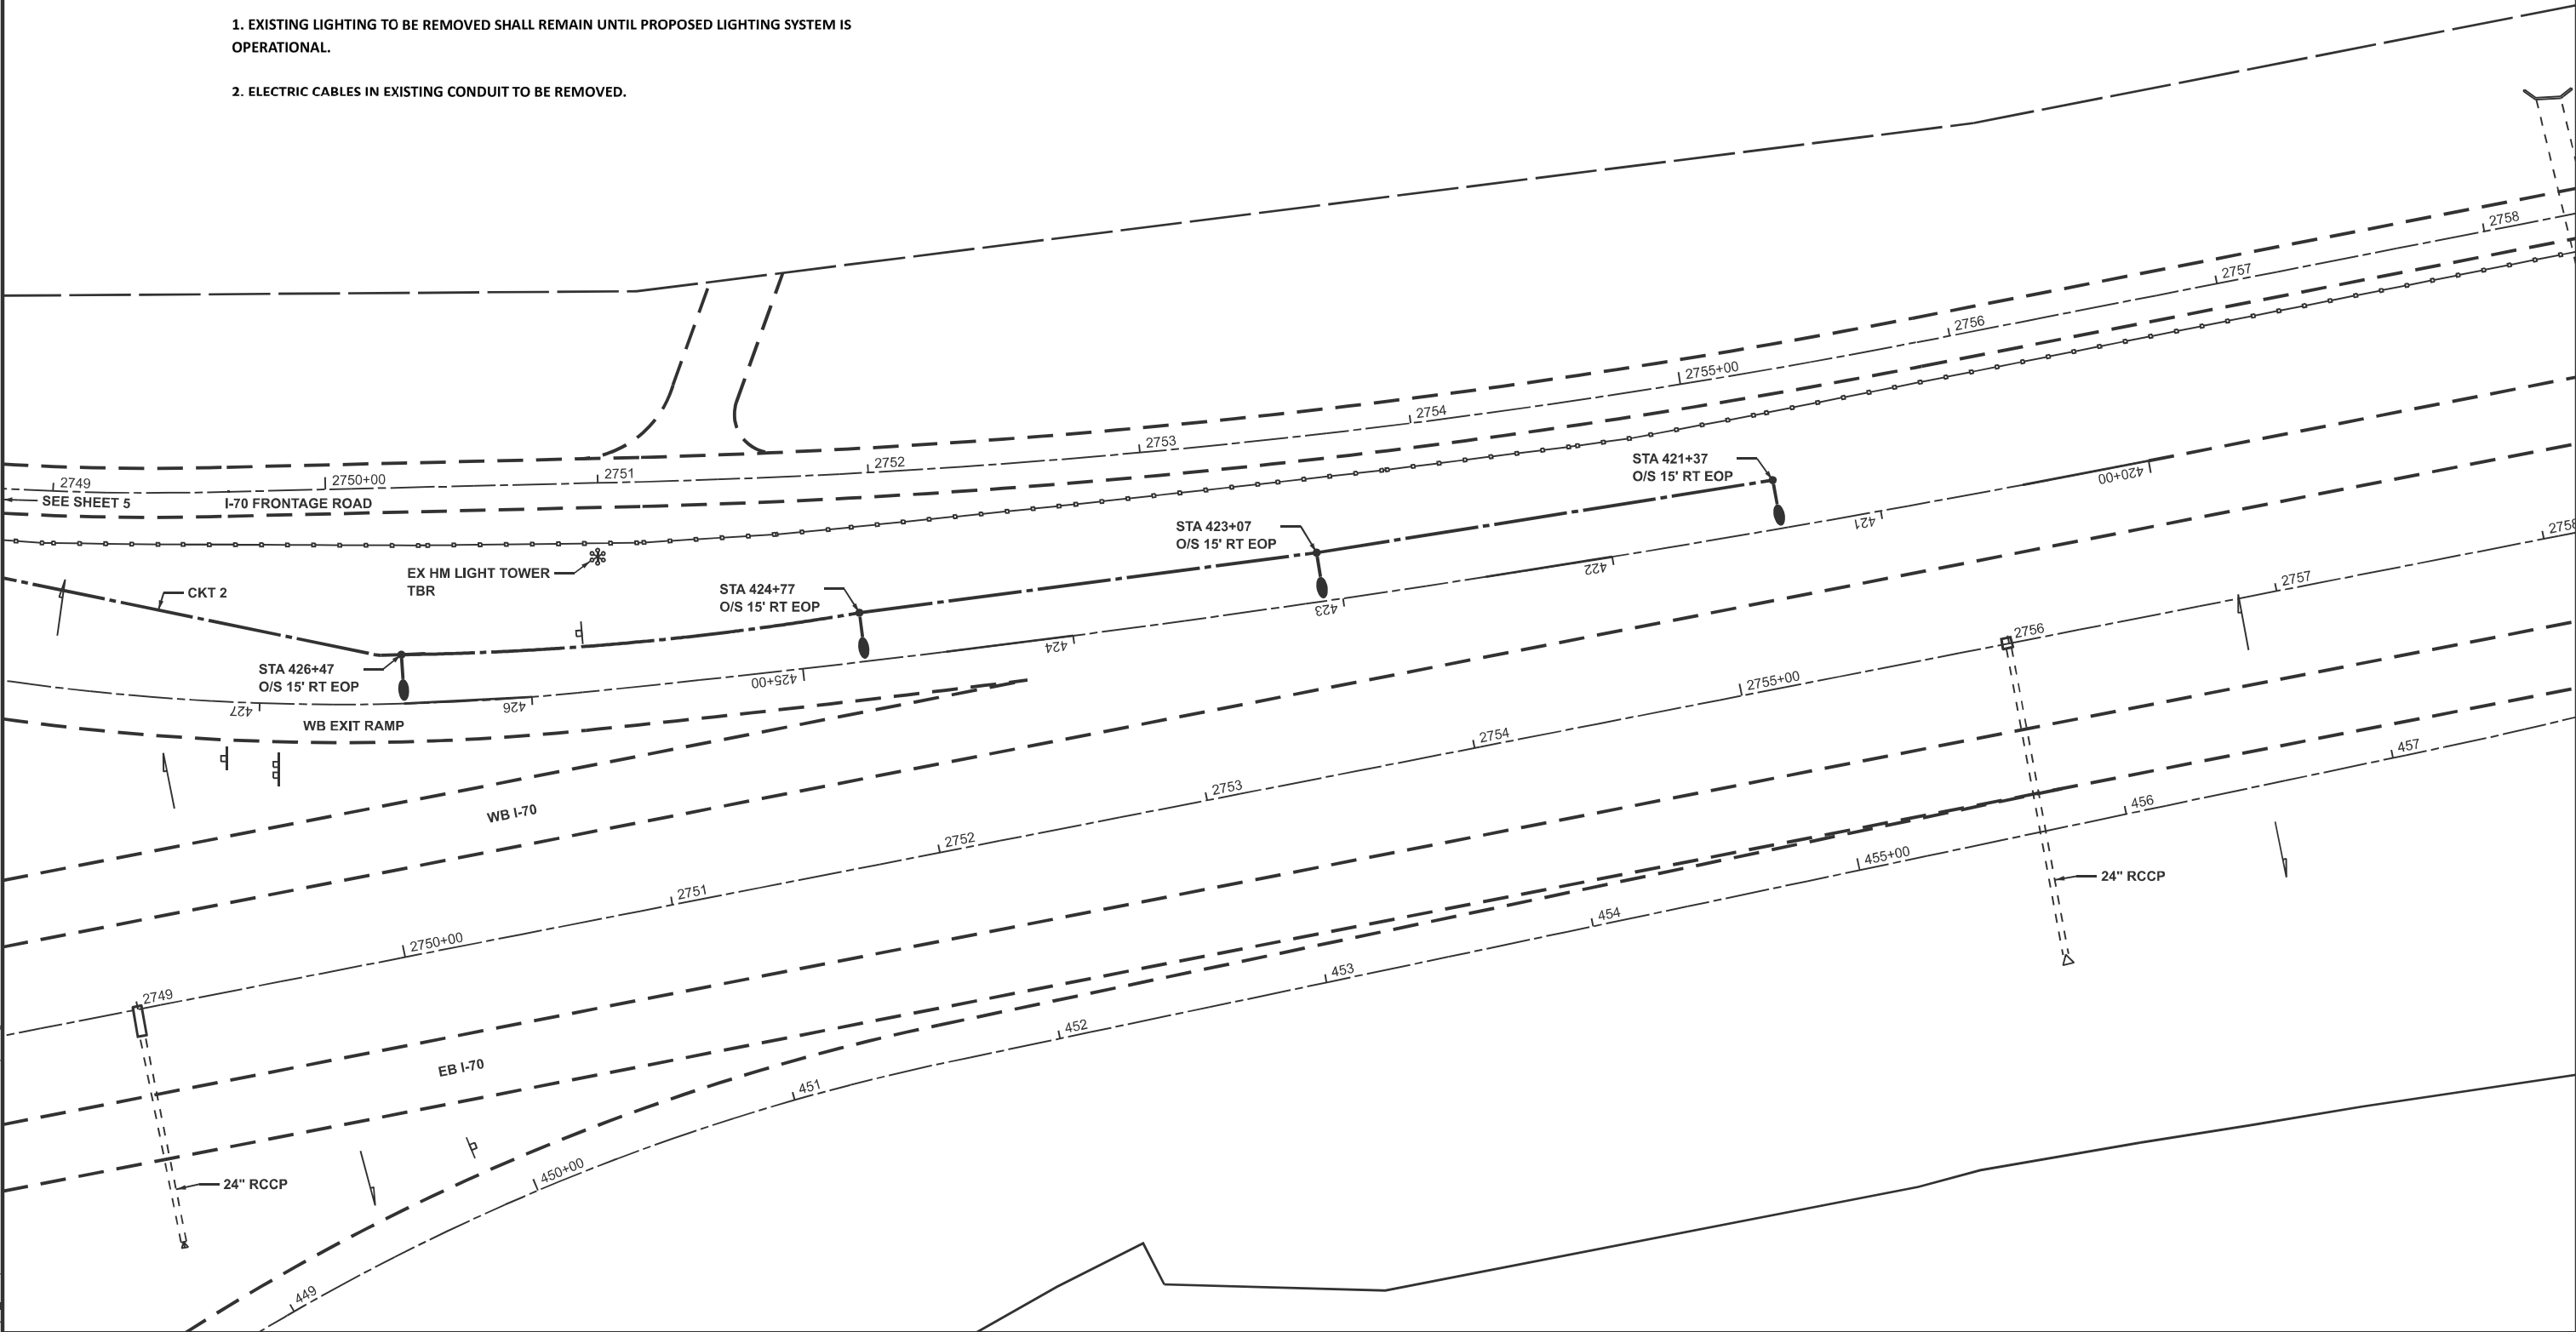 1. EXISTING LIGHTING TO BE REMOVED SHALL REMAIN UNTIL PROPOSED LIGHTING SYSTEM IS
OPERATIONAL.
2. ELECTRIC CABLES IN EXISTING CONDUIT TO BE REMOVED.
2749
2750+00
2751
2752
2753
2754
2755+00
2756
2757
2758
SEE SHEET 5
I-70 FRONTAGE ROAD
EX HM LIGHT TOWER
TBR
CKT 2
STA 426+47
O/S 15' RT EOP
STA 424+77
O/S 15' RT EOP
STA 423+07
O/S 15' RT EOP
STA 421+37
O/S 15' RT EOP
427
426
425+00
424
423
422
421
420+00
WB EXIT RAMP
WB I-70
2749
2750+00
2751
2752
2753
2754
2755+00
2756
2757
2758
EB I-70
24" RCCP
24" RCCP
449
450+00
451
452
453
454
455+00
456
457